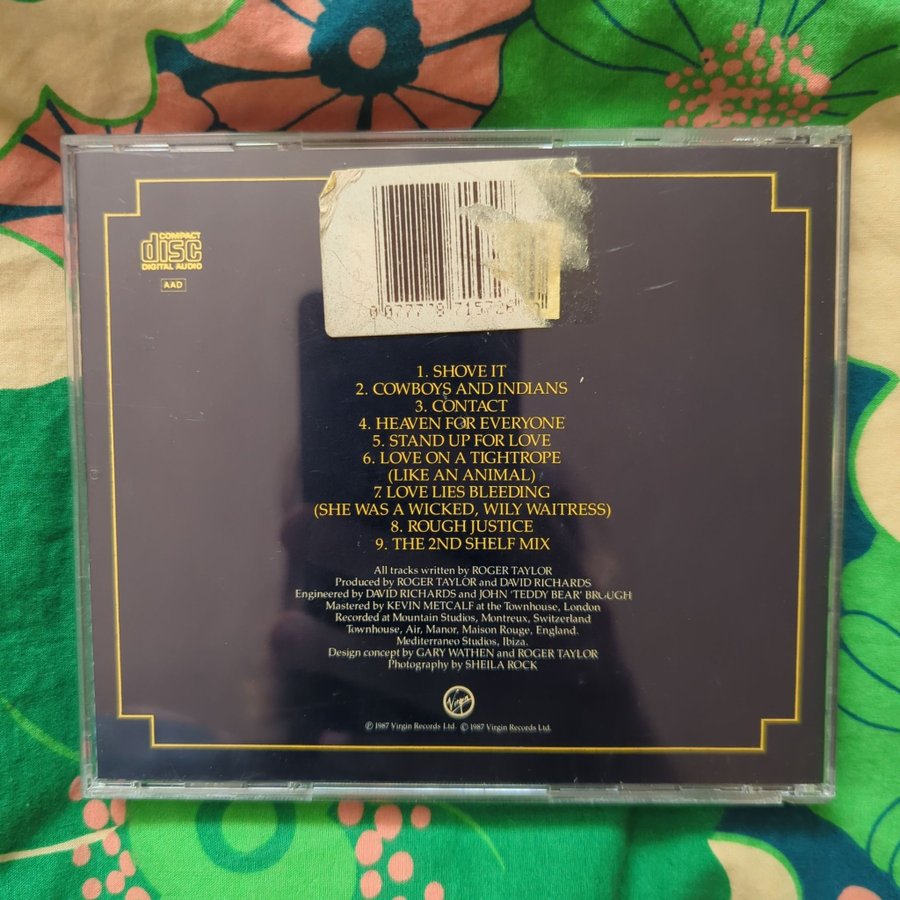 COMPACT
disc
DIGITAL AUDIO
AAD
0 077778 71572
1. SHOVE IT
2. COWBOYS AND INDIANS
3. CONTACT
4. HEAVEN FOR EVERYONE
5. STAND UP FOR LOVE
6. LOVE ON A TIGHTROPE
(LIKE AN ANIMAL)
7. LOVE LIES BLEEDING
(SHE WAS A WICKED, WILY WAITRESS)
8. ROUGH JUSTICE
9. THE 2ND SHELF MIX
All tracks written by ROGER TAYLOR
Produced by ROGER TAYLOR and DAVID RICHARDS
Engineered by DAVID RICHARDS and JOHN 'TEDDY BEAR' BROUGH
Mastered by KEVIN METCALF at the Townhouse, London
Recorded at Mountain Studios, Montreux, Switzerland
Townhouse, Air, Manor, Maison Rouge, England.
Mediterraneo Studios, Ibiza.
Design concept by GARY WATHEN and ROGER TAYLOR
Photography by SHEILA ROCK
Virgin
℗ 1987 Virgin Records Ltd. © 1987 Virgin Records Ltd.